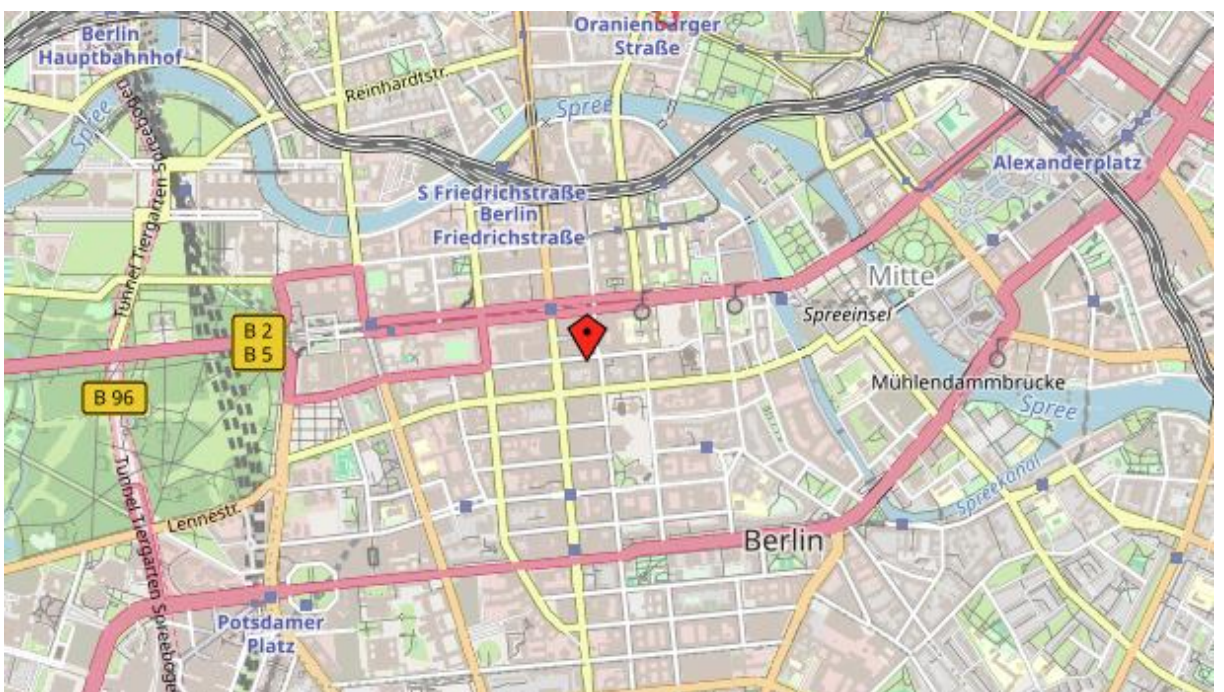 Berlin
Hauptbahnhof
Oranienburger
Straße
Reinhardtstr.
Spree
Spree
Tunnel Tiergarten Spreebogen
Alexanderplatz
S Friedrichstraße
Berlin
Friedrichstraße
Mitte
Spreeinsel
B 2
B 5
B 96
Mühlendammbrücke
Spree
Tunnel Tiergarten Spreebogen
Lennéstr.
Spreekanal
Berlin
Potsdamer
Platz